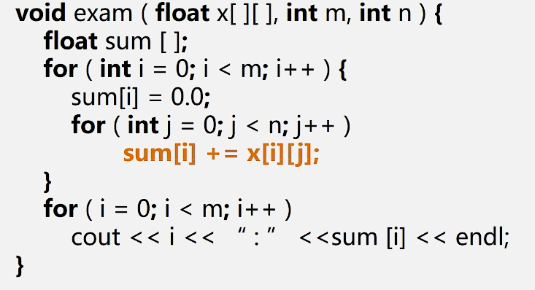 void exam ( float x[ ][ ], int m, int n ) {
float sum [ ];
for ( int i = 0; i < m; i++ ) {
sum[i] = 0.0;
for ( int j = 0; j < n; j++ )
sum[i] += x[i][j];
}
for ( i = 0; i < m; i++ )
cout << i << “ : ” <<sum [i] << endl;
}